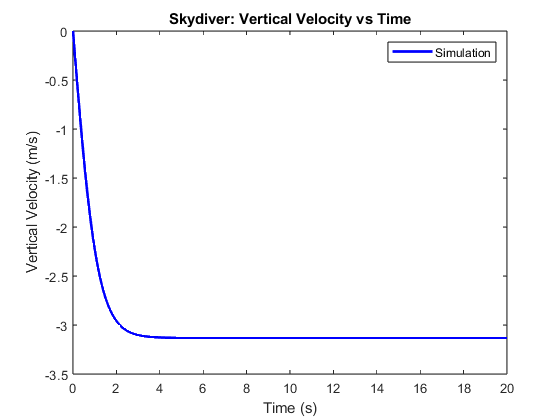 Skydiver: Vertical Velocity vs Time
Simulation
Vertical Velocity (m/s)
0
-0.5
-1
-1.5
-2
-2.5
-3
-3.5
0 2 4 6 8 10 12 14 16 18 20
Time (s)